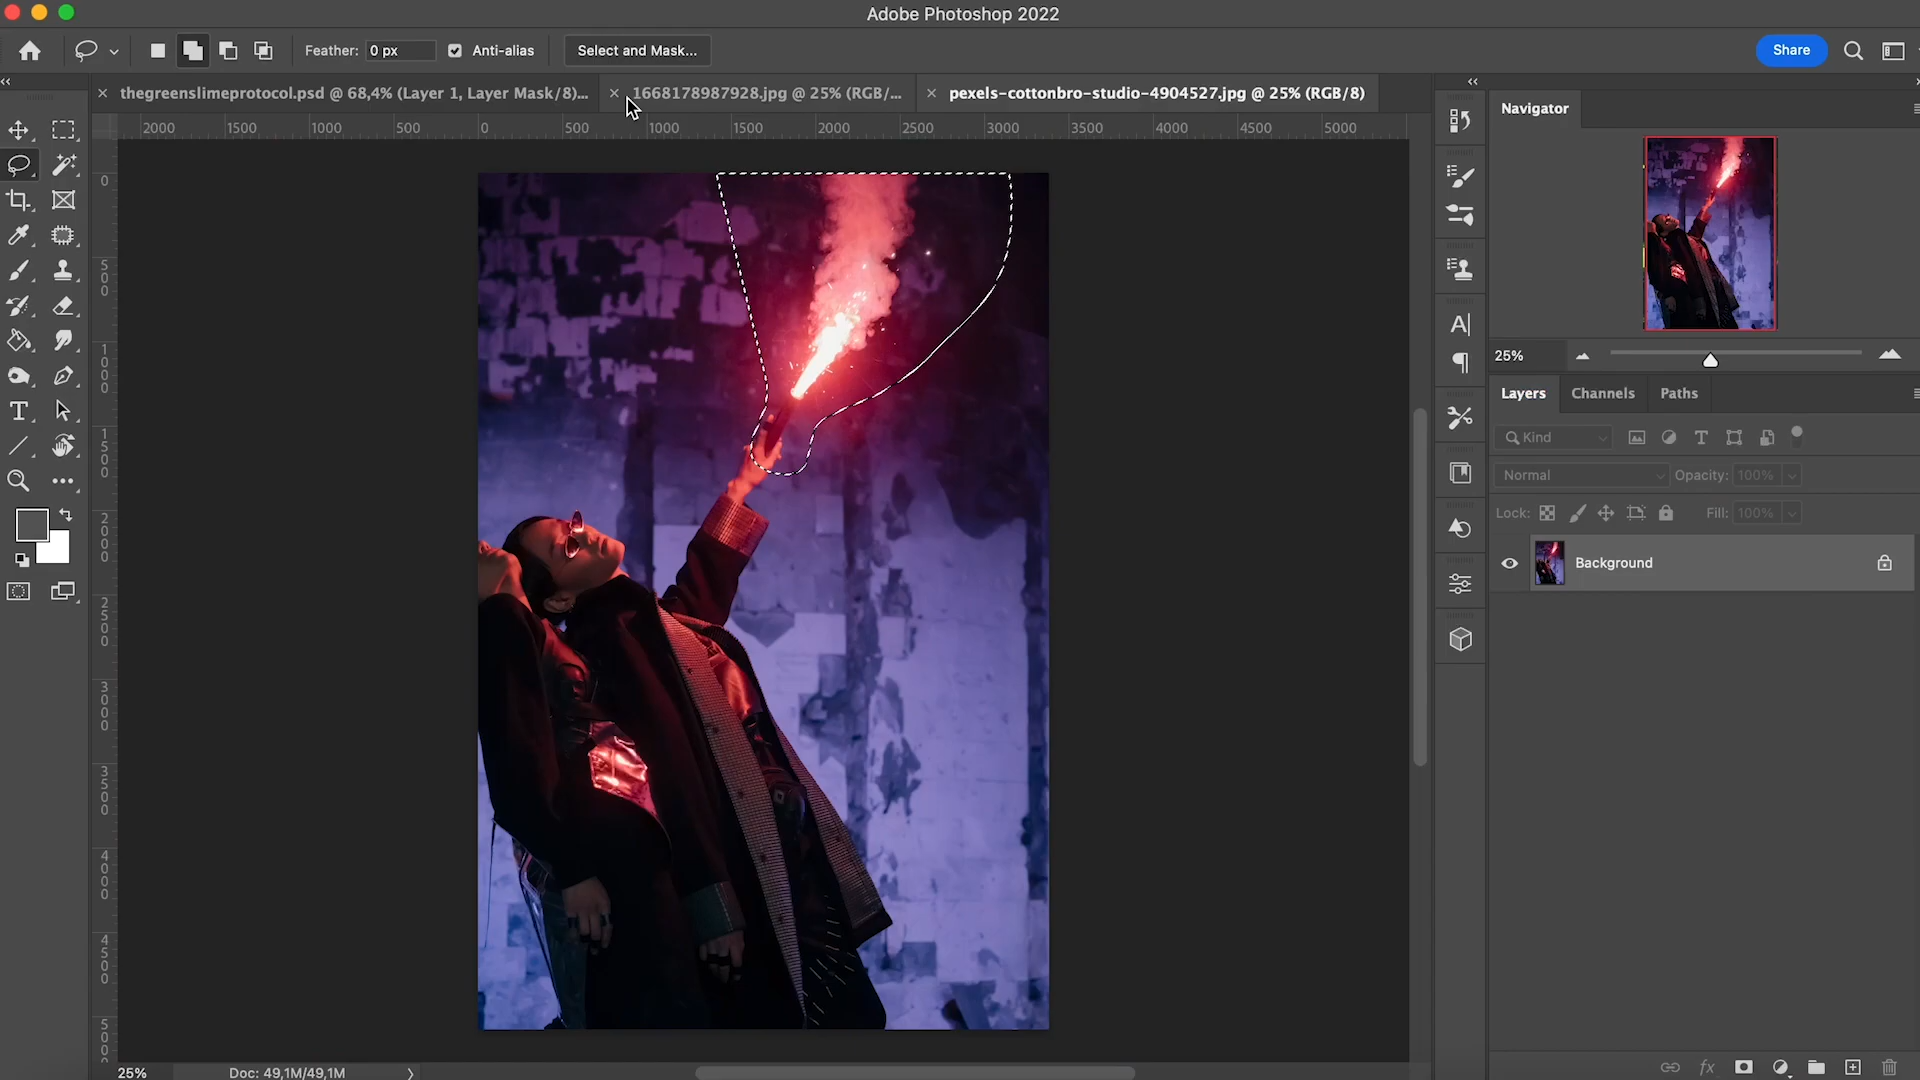 Adobe Photoshop 2022
Feather: 0 px Anti-alias Select and Mask... Share
thegreenslimeprotocol.psd @ 68,4% (Layer 1, Layer Mask/8)... 1668178987928.jpg @ 25% (RGB/... pexels-cottonbro-studio-4904527.jpg @ 25% (RGB/8)
2000 1500 1000 500 0 500 1000 1500 2000 2500 3000 3500 4000 4500 5000
0
500
1000
1500
2000
2500
3000
3500
4000
4500
500
Navigator
25%
Layers Channels Paths
Kind
Normal Opacity: 100%
Lock: Fill: 100%
Background
25% Doc: 49,1M/49,1M